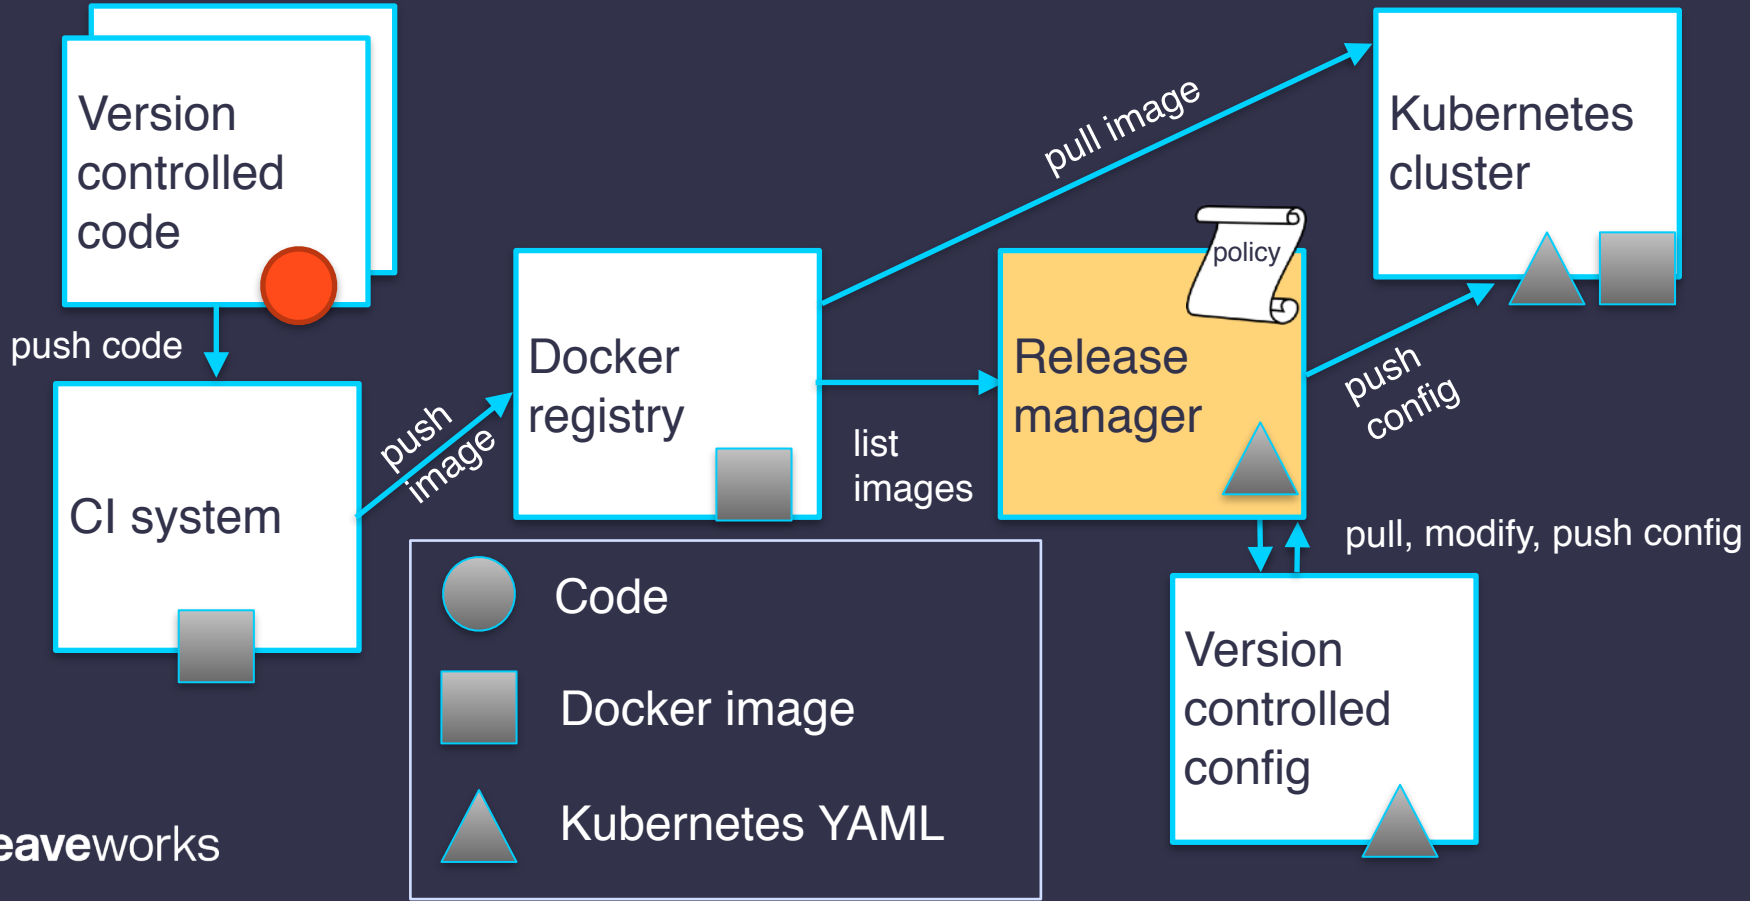 Version
controlled
code
push code
CI system
push
image
Docker
registry
list
images
pull image
policy
Release
manager
push
config
Kubernetes
cluster
pull, modify, push config
Version
controlled
config
Code
Docker image
Kubernetes YAML
eaveworks